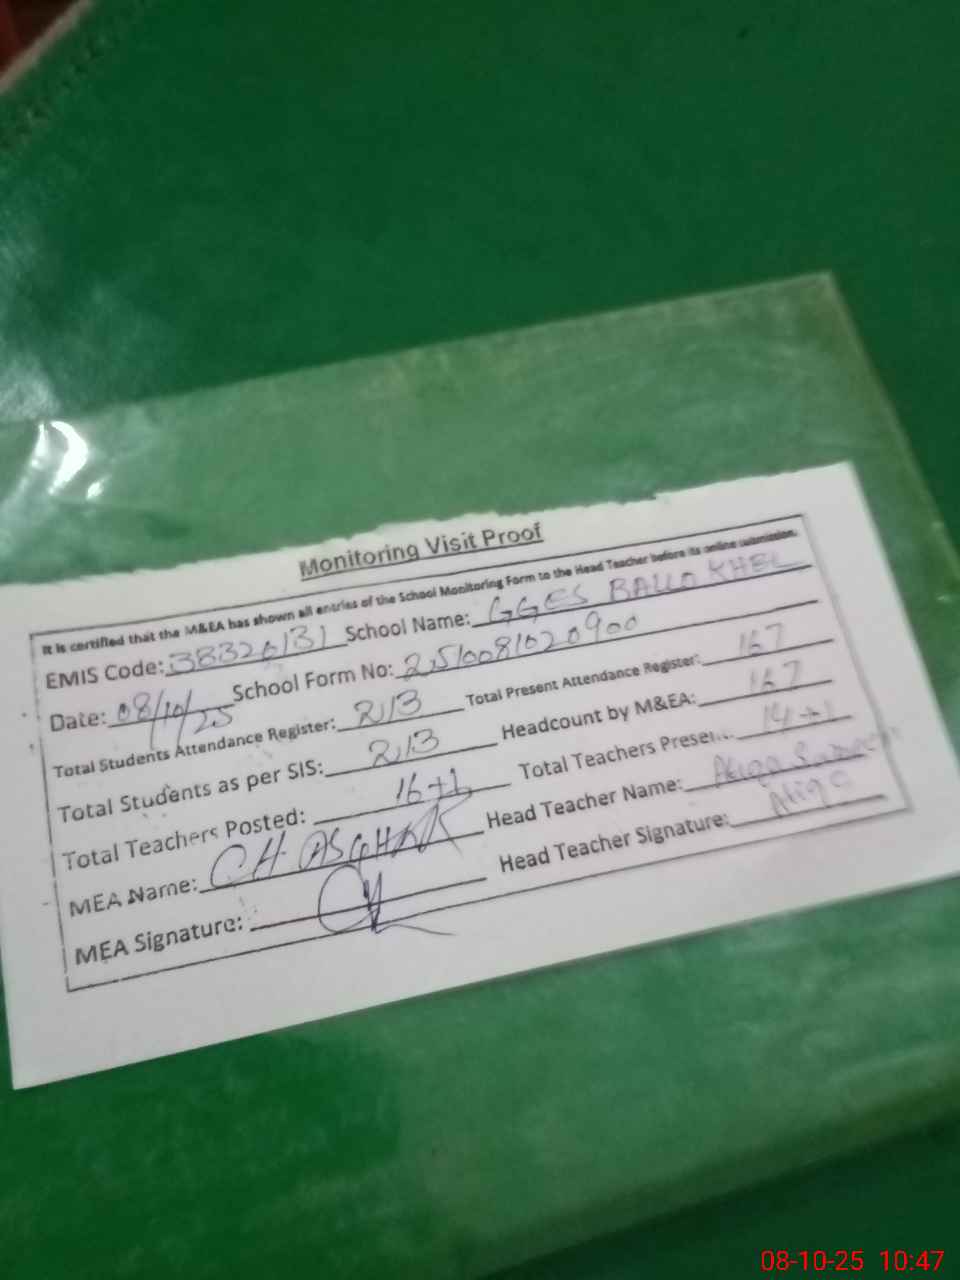 Monitoring Visit Proof
It is certified that the M&EA has shown all entries of the School Monitoring Form to the Head Teacher before its online submission.
EMIS Code: 38320131 School Name: GGES BALLO KHEL
Date: 08/10/25 School Form No: 2510081020900
Total Students Attendance Register: 213 Total Present Attendance Register: 167
Total Students as per SIS: 213 Headcount by M&EA: 167
Total Teachers Posted: 16+1 Total Teachers Present: 14+1
MEA Name: CH ASGHAR Head Teacher Name:
MEA Signature: Head Teacher Signature:
08-10-25 10:47